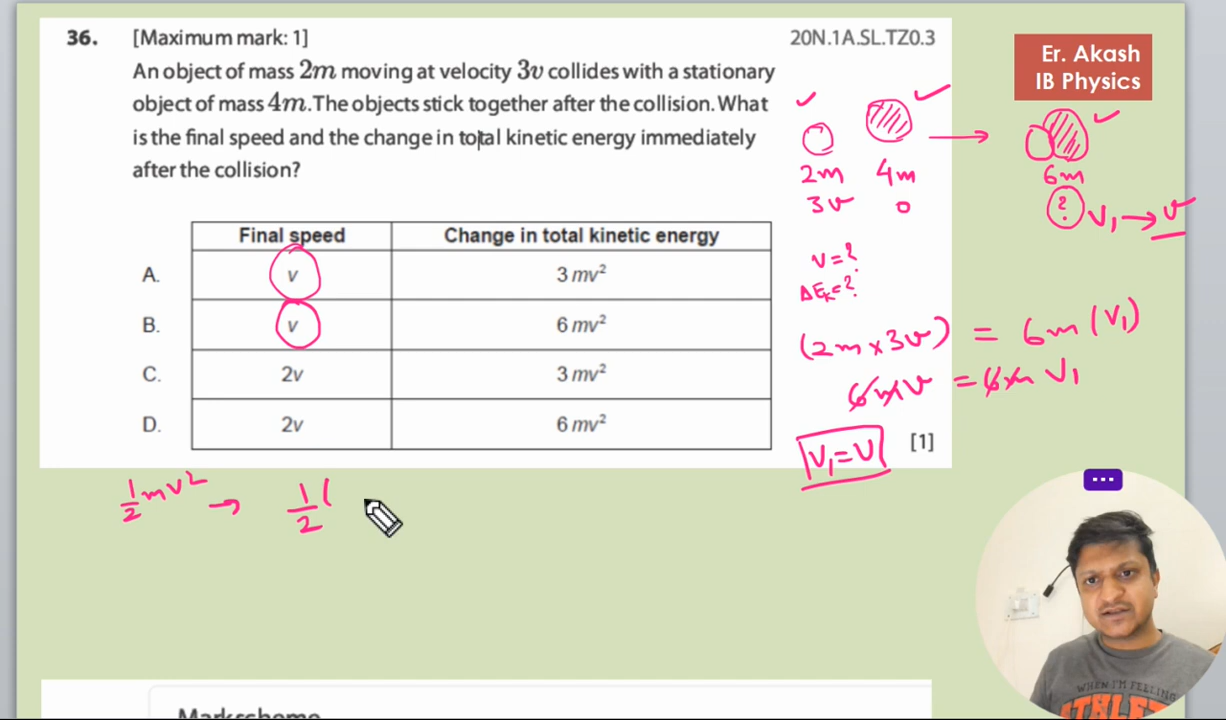 36. [Maximum mark: 1] 20N.1A.SL.TZ0.3
An object of mass 2m moving at velocity 3v collides with a stationary
object of mass 4m. The objects stick together after the collision. What
is the final speed and the change in total kinetic energy immediately
after the collision?
Final speed Change in total kinetic energy
A. v 3 mv²
B. v 6 mv²
C. 2v 3 mv²
D. 2v 6 mv²
[1]
Er. Akash
IB Physics
2m 4m 6m
3v 0 ? V₁ → v
v = ?
ΔEₖ = ?
(2m × 3v) = 6m (V₁)
6mv = 6m V₁
V₁ = v
½mv² → ½(
Markscheme
WHEN I'M FEELING
ATHLET